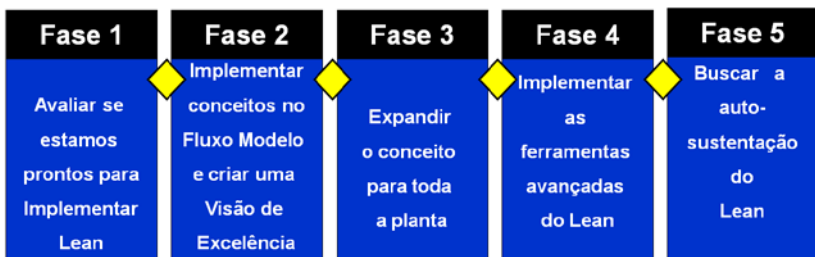 Fase 1
Avaliar se
estamos
prontos para
Implementar
Lean
Fase 2
Implementar
conceitos no
Fluxo Modelo
e criar uma
Visão de
Excelência
Fase 3
Expandir
o conceito
para toda
a planta
Fase 4
Implementar
as
ferramentas
avançadas
do Lean
Fase 5
Buscar a
auto-
sustentação
do
Lean